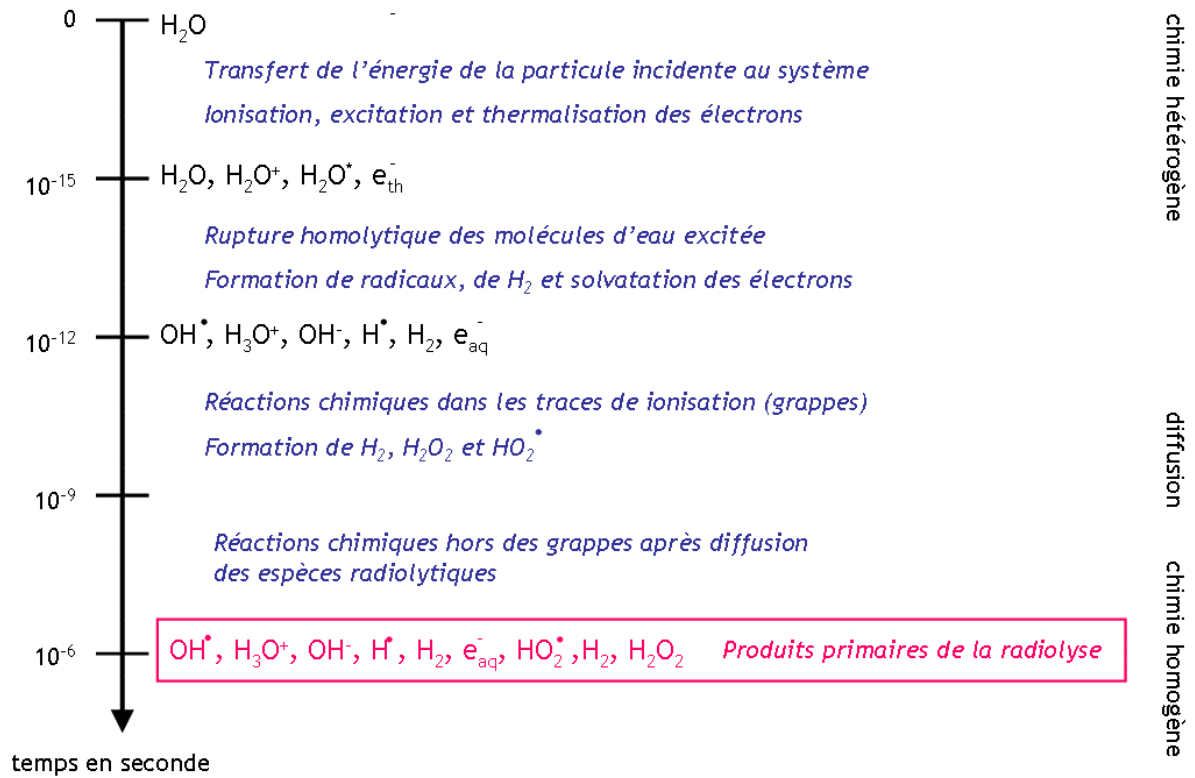 0 H₂O
Transfert de l’énergie de la particule incidente au système
Ionisation, excitation et thermalisation des électrons
10⁻¹⁵ H₂O, H₂O⁺, H₂O*, e⁻th
Rupture homolytique des molécules d’eau excitée
Formation de radicaux, de H₂ et solvatation des électrons
10⁻¹² OH•, H₃O⁺, OH⁻, H•, H₂, e⁻aq
Réactions chimiques dans les traces de ionisation (grappes)
Formation de H₂, H₂O₂ et HO₂•
10⁻⁹
Réactions chimiques hors des grappes après diffusion
des espèces radiolytiques
10⁻⁶ OH•, H₃O⁺, OH⁻, H•, H₂, e⁻aq, HO₂• ,H₂, H₂O₂ Produits primaires de la radiolyse
temps en seconde
chimie hétérogène
diffusion
chimie homogène